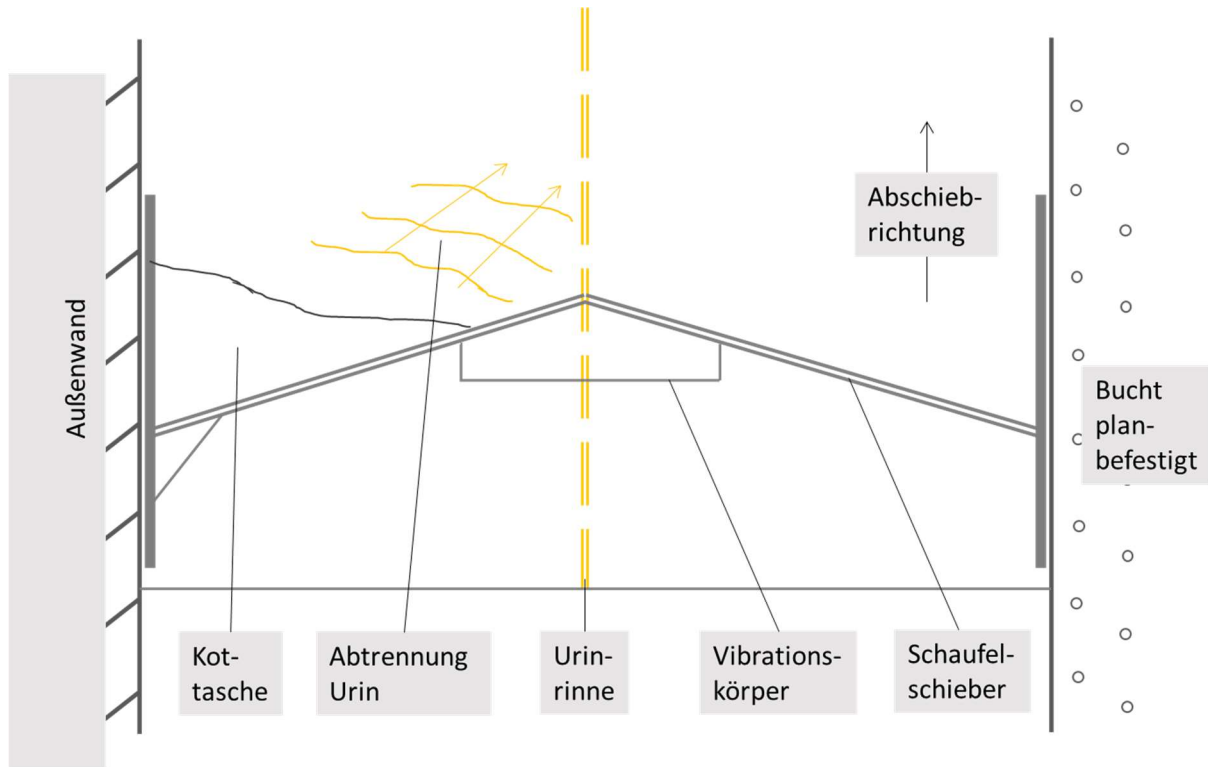 Außenwand
Abschieb-
richtung
Bucht
plan-
befestigt
Kot-
tasche
Abtrennung
Urin
Urin-
rinne
Vibrations-
körper
Schaufel-
schieber